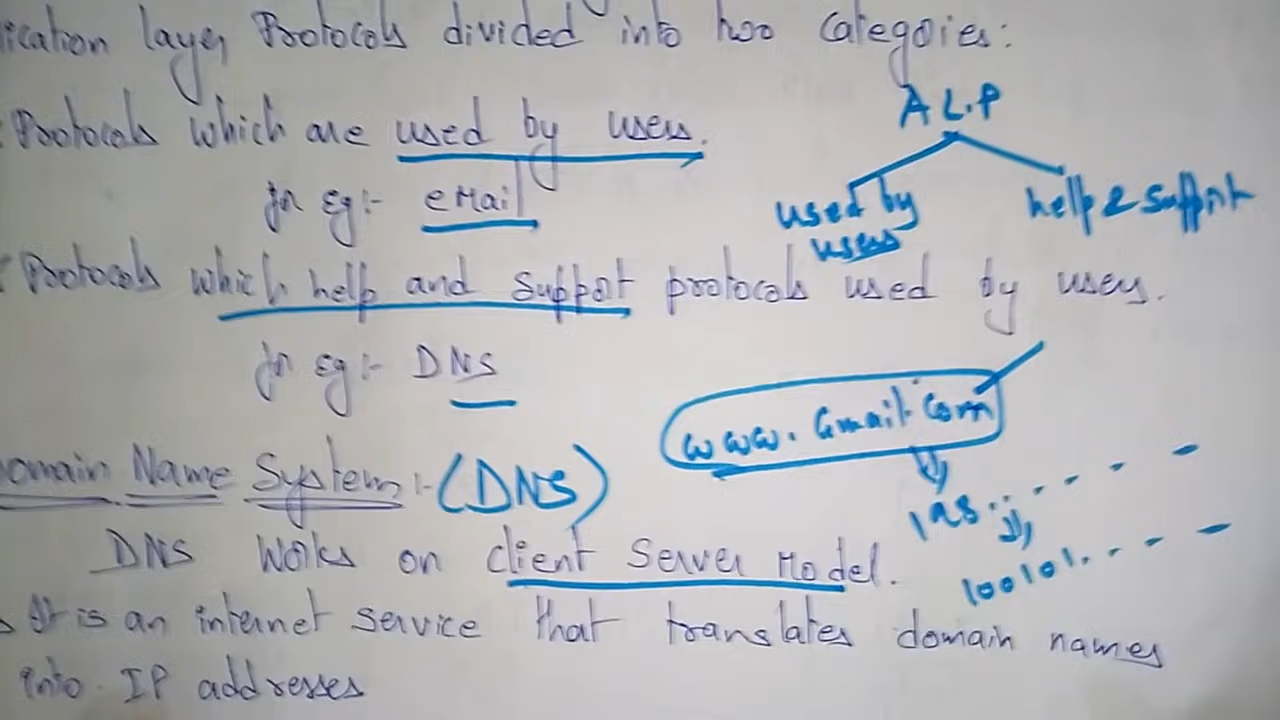 ication layer Protocols divided into two categories:
A L.P
Protocols which are used by users.
for eg:- eMail
used by
users
help & support
Protocols which help and support protocols used by users.
for eg:- DNS
www. Gmail.com
Domain Name System:- (DNS)
198.. - - - -
DNS works on client server Model.
100101. - - -
It is an internet service that translates domain names
into IP addresses